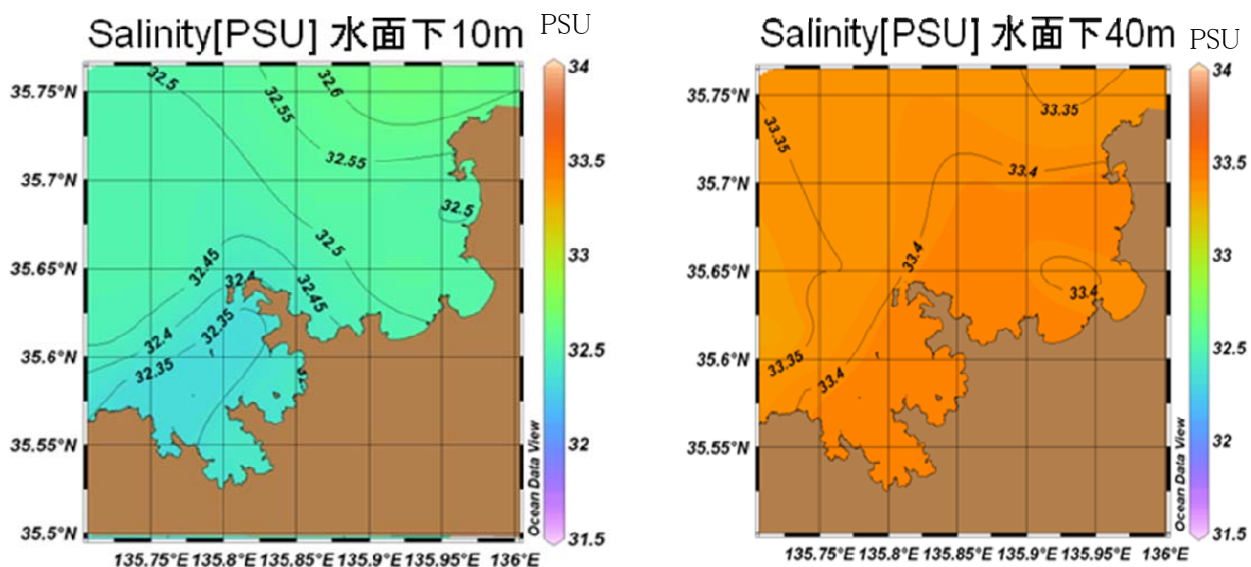 Salinity[PSU] 水面下10m
PSU
32.5
32.6
32.55
32.55
32.5
32.5
32.45
32.4
32.45
32.35
32.4
32.35
35.75°N
35.7°N
35.65°N
35.6°N
35.55°N
35.5°N
135.75°E 135.8°E 135.85°E 135.9°E 135.95°E 136°E
Ocean Data View
34
33.5
33
32.5
32
31.5
Salinity[PSU] 水面下40m
PSU
33.35
33.35
33.4
33.4
33.4
33.35
33.4
35.75°N
35.7°N
35.65°N
35.6°N
35.55°N
135.75°E 135.8°E 135.85°E 135.9°E 135.95°E 136°E
Ocean Data View
34
33.5
33
32.5
32
31.5